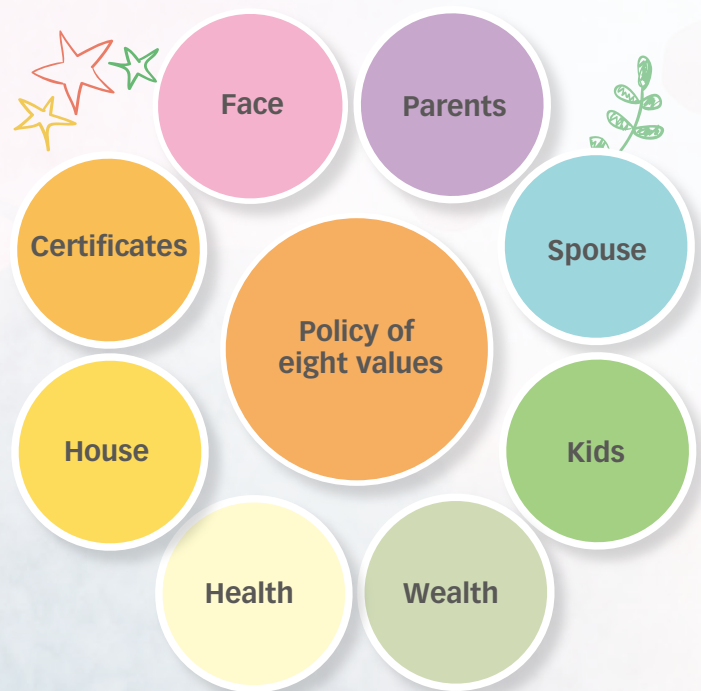 Face
Parents
Certificates
Spouse
Policy of
eight values
House
Kids
Health
Wealth